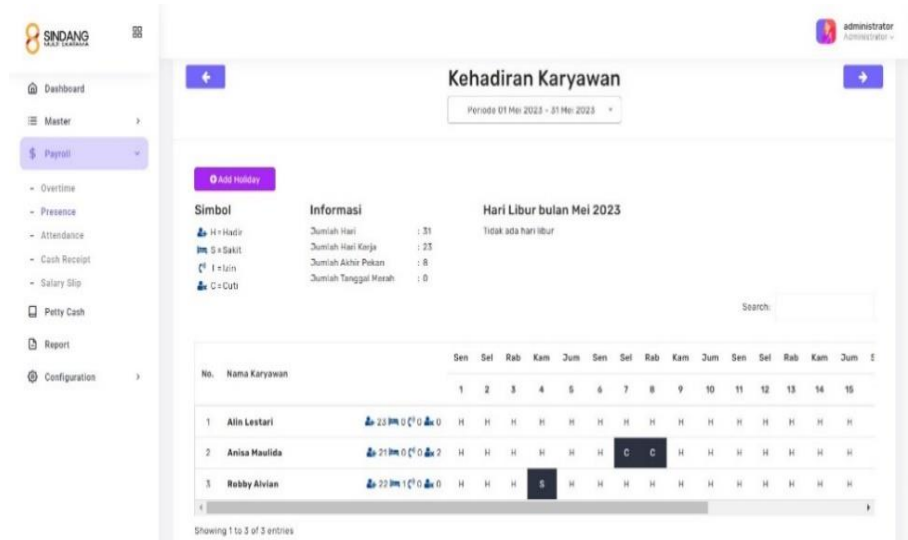 SINDANG
administrator
Administrator
Dashboard
Master
Payroll
- Overtime
- Presence
- Attendance
- Cash Receipt
- Salary Slip
Petty Cash
Report
Configuration
Kehadiran Karyawan
Periode 01 Mei 2023 - 31 Mei 2023
Add Holiday
Simbol
H = Hadir
S = Sakit
I = Izin
C = Cuti
Informasi
Jumlah Hari : 31
Jumlah Hari Kerja : 23
Jumlah Akhir Pekan : 8
Jumlah Tanggal Merah : 0
Hari Libur bulan Mei 2023
Tidak ada hari libur
Search:
No. Nama Karyawan Sen Sel Rab Kam Jum Sen Sel Rab Kam Jum Sen Sel Rab Kam Jum S
1 2 3 4 5 6 7 8 9 10 11 12 13 14 15
1 Alin Lestari 23 0 0 0 H H H H H H H H H H H H H H H
2 Anisa Maulida 21 0 0 2 H H H H H H C C H H H H H H H
3 Robby Alvian 22 1 0 0 H H H S H H H H H H H H H H H
Showing 1 to 3 of 3 entries